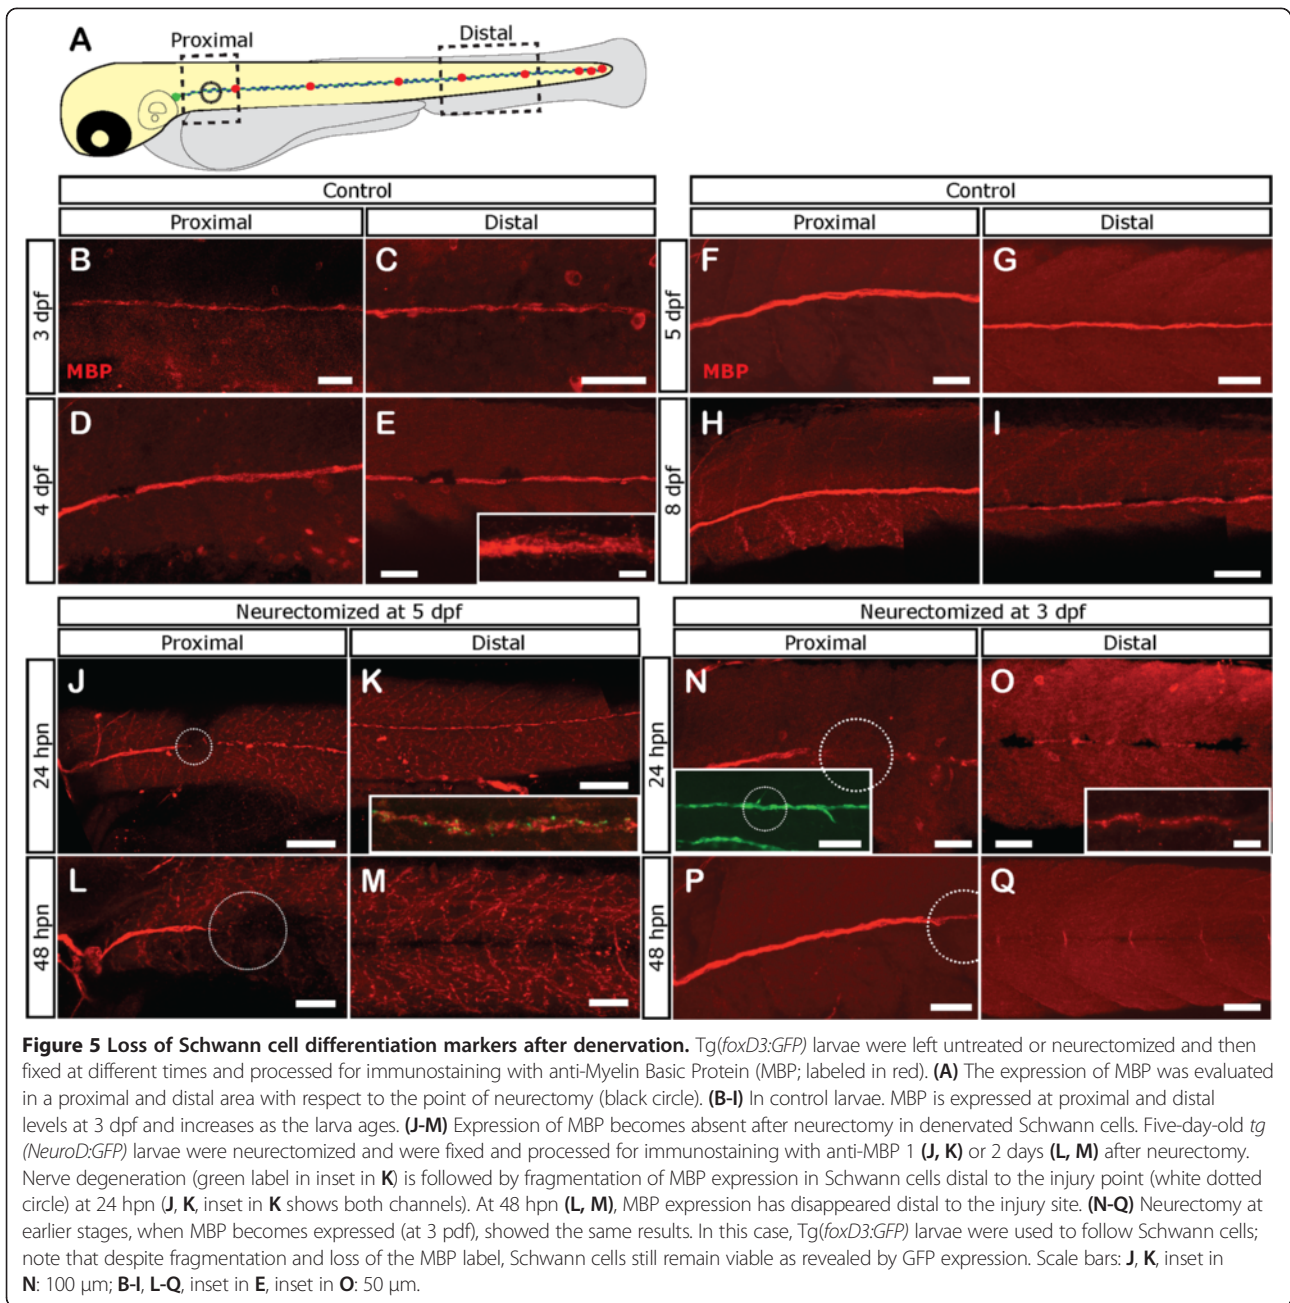 A
Proximal
Distal
Control
Control
Proximal
Distal
Proximal
Distal
3 dpf
B
MBP
C
5 dpf
F
MBP
G
4 dpf
D
E
8 dpf
H
I
Neurectomized at 5 dpf
Neurectomized at 3 dpf
Proximal
Distal
Proximal
Distal
24 hpn
J
K
24 hpn
N
O
48 hpn
L
M
48 hpn
P
Q
Figure 5 Loss of Schwann cell differentiation markers after denervation. Tg(foxD3:GFP) larvae were left untreated or neurectomized and then
fixed at different times and processed for immunostaining with anti-Myelin Basic Protein (MBP; labeled in red). (A) The expression of MBP was evaluated
in a proximal and distal area with respect to the point of neurectomy (black circle). (B-I) In control larvae. MBP is expressed at proximal and distal
levels at 3 dpf and increases as the larva ages. (J-M) Expression of MBP becomes absent after neurectomy in denervated Schwann cells. Five-day-old tg
(NeuroD:GFP) larvae were neurectomized and were fixed and processed for immunostaining with anti-MBP 1 (J, K) or 2 days (L, M) after neurectomy.
Nerve degeneration (green label in inset in K) is followed by fragmentation of MBP expression in Schwann cells distal to the injury point (white dotted
circle) at 24 hpn (J, K, inset in K shows both channels). At 48 hpn (L, M), MBP expression has disappeared distal to the injury site. (N-Q) Neurectomy at
earlier stages, when MBP becomes expressed (at 3 pdf), showed the same results. In this case, Tg(foxD3:GFP) larvae were used to follow Schwann cells;
note that despite fragmentation and loss of the MBP label, Schwann cells still remain viable as revealed by GFP expression. Scale bars: J, K, inset in
N: 100 μm; B-I, L-Q, inset in E, inset in O: 50 μm.